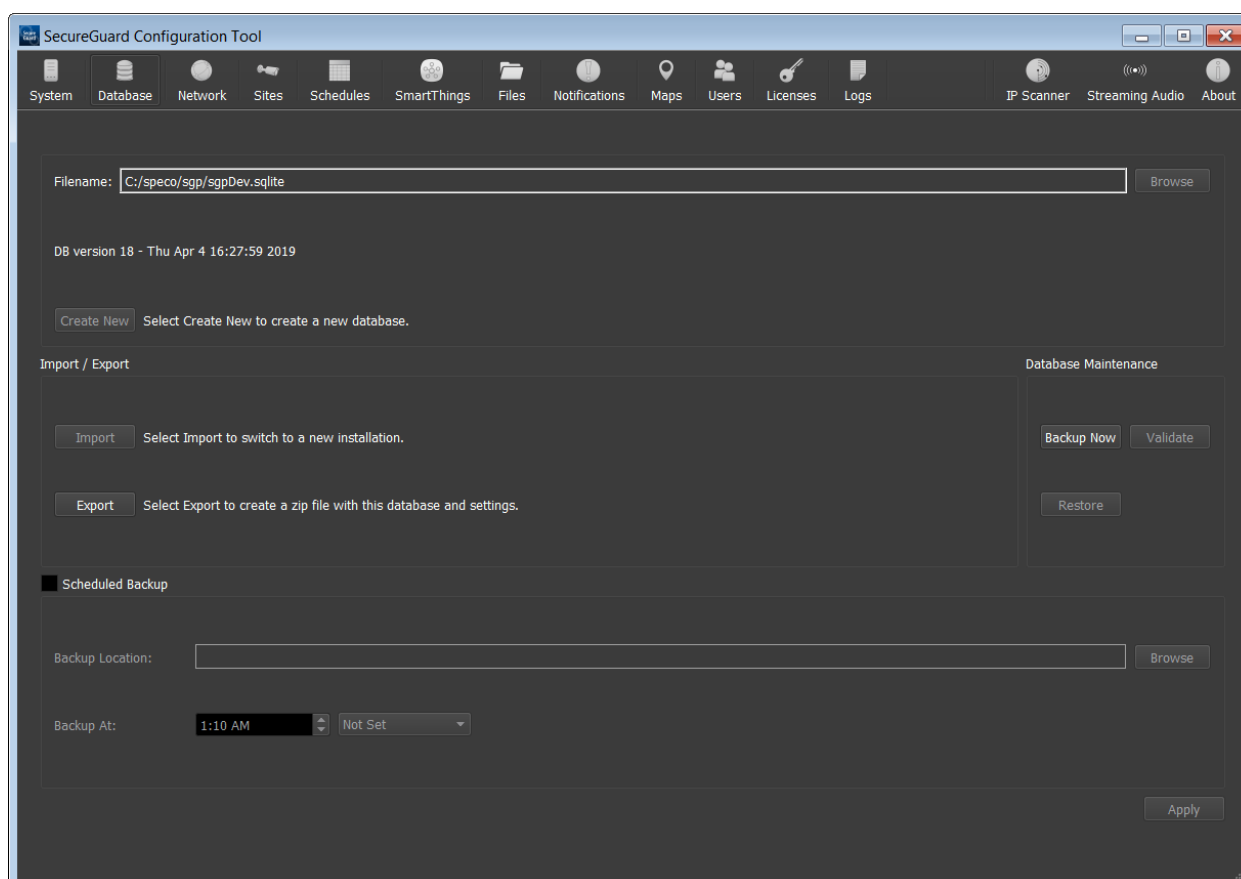 SecureGuard Configuration Tool
System Database Network Sites Schedules SmartThings Files Notifications Maps Users Licenses Logs IP Scanner Streaming Audio About
Filename: C:/speco/sgp/sgpDev.sqlite Browse
DB version 18 - Thu Apr 4 16:27:59 2019
Create New Select Create New to create a new database.
Import / Export Database Maintenance
Import Select Import to switch to a new installation. Backup Now Validate
Export Select Export to create a zip file with this database and settings. Restore
Scheduled Backup
Backup Location: Browse
Backup At: 1:10 AM Not Set
Apply